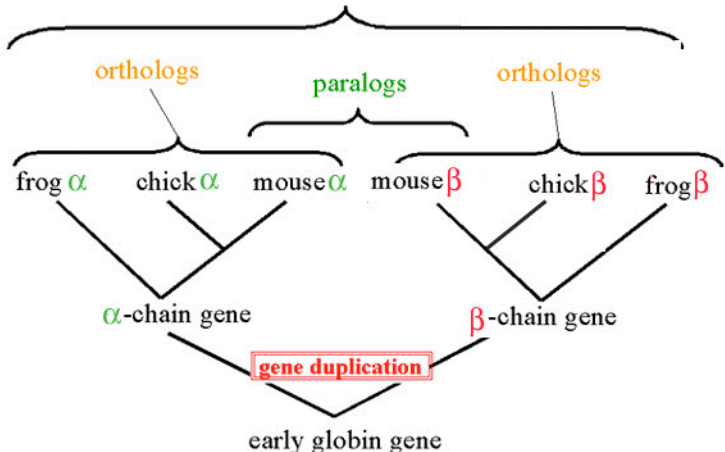 orthologs paralogs orthologs
frog α chick α mouse α mouse β chick β frog β
α-chain gene β-chain gene
gene duplication
early globin gene